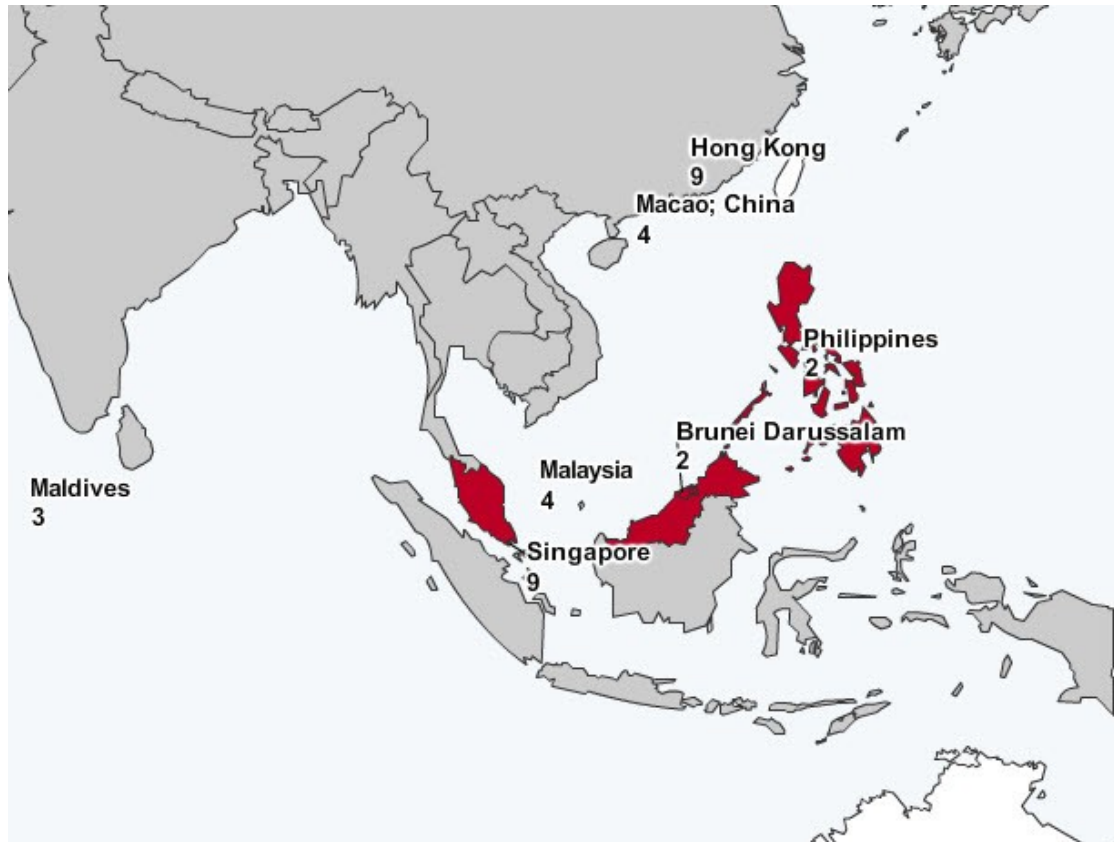 Hong Kong
9
Macao; China
4
Philippines
2
Brunei Darussalam
2
Malaysia
4
Maldives
3
Singapore
9